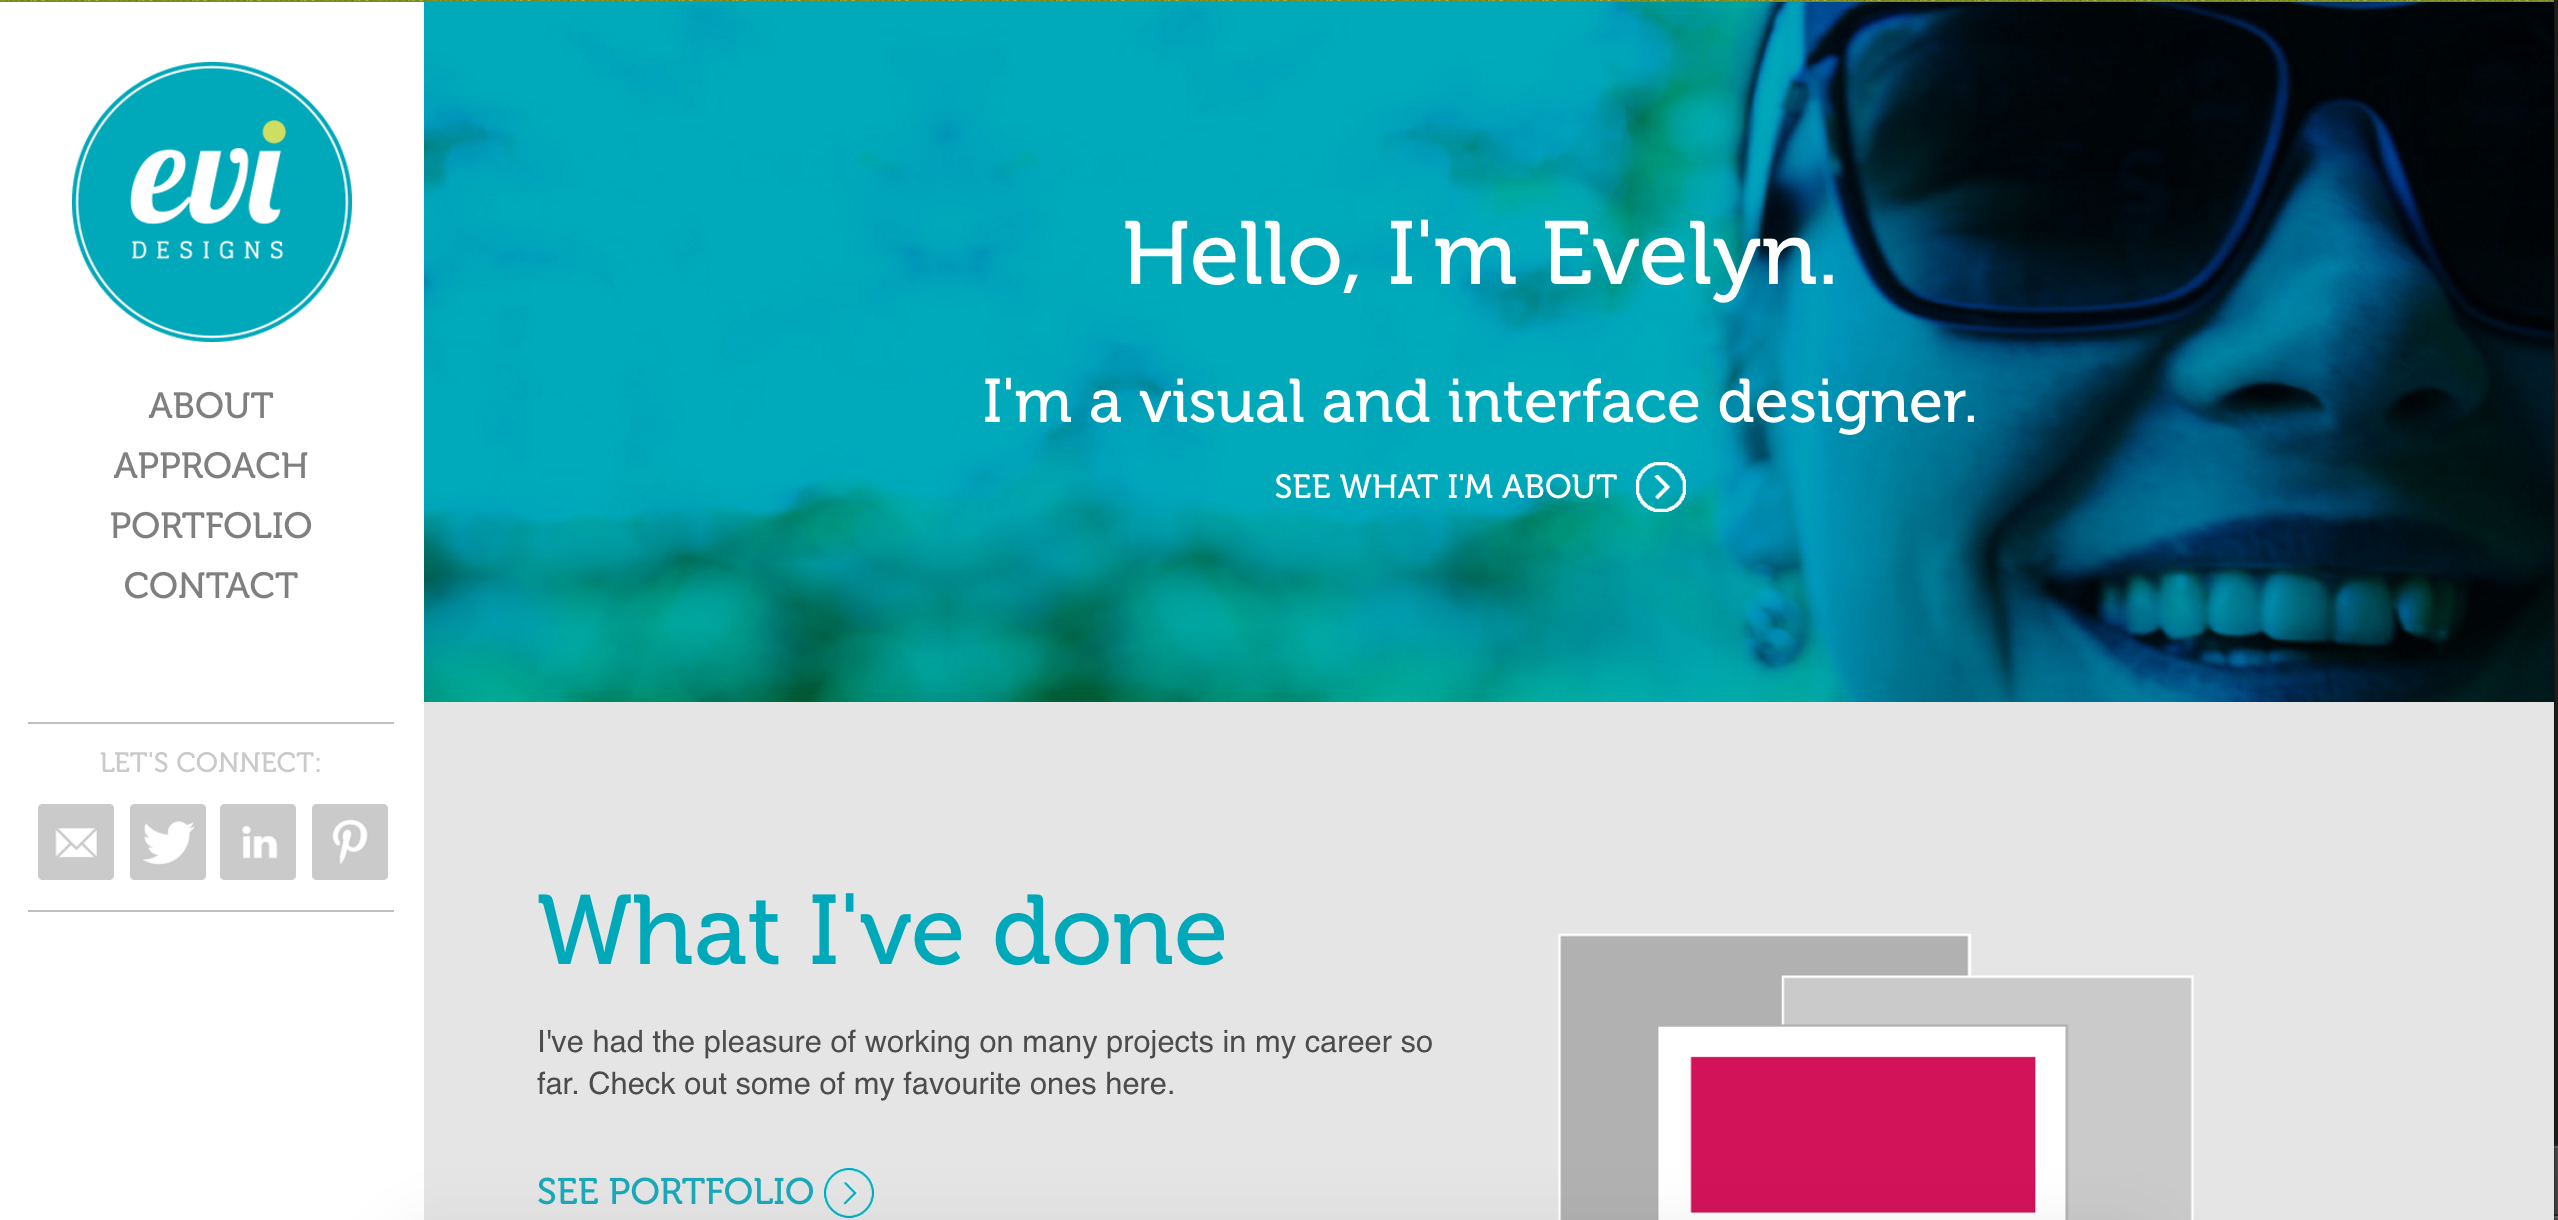 evi
DESIGNS
ABOUT
APPROACH
PORTFOLIO
CONTACT
LET'S CONNECT:
in
Hello, I'm Evelyn.
I'm a visual and interface designer.
SEE WHAT I'M ABOUT
What I've done
I've had the pleasure of working on many projects in my career so
far. Check out some of my favourite ones here.
SEE PORTFOLIO